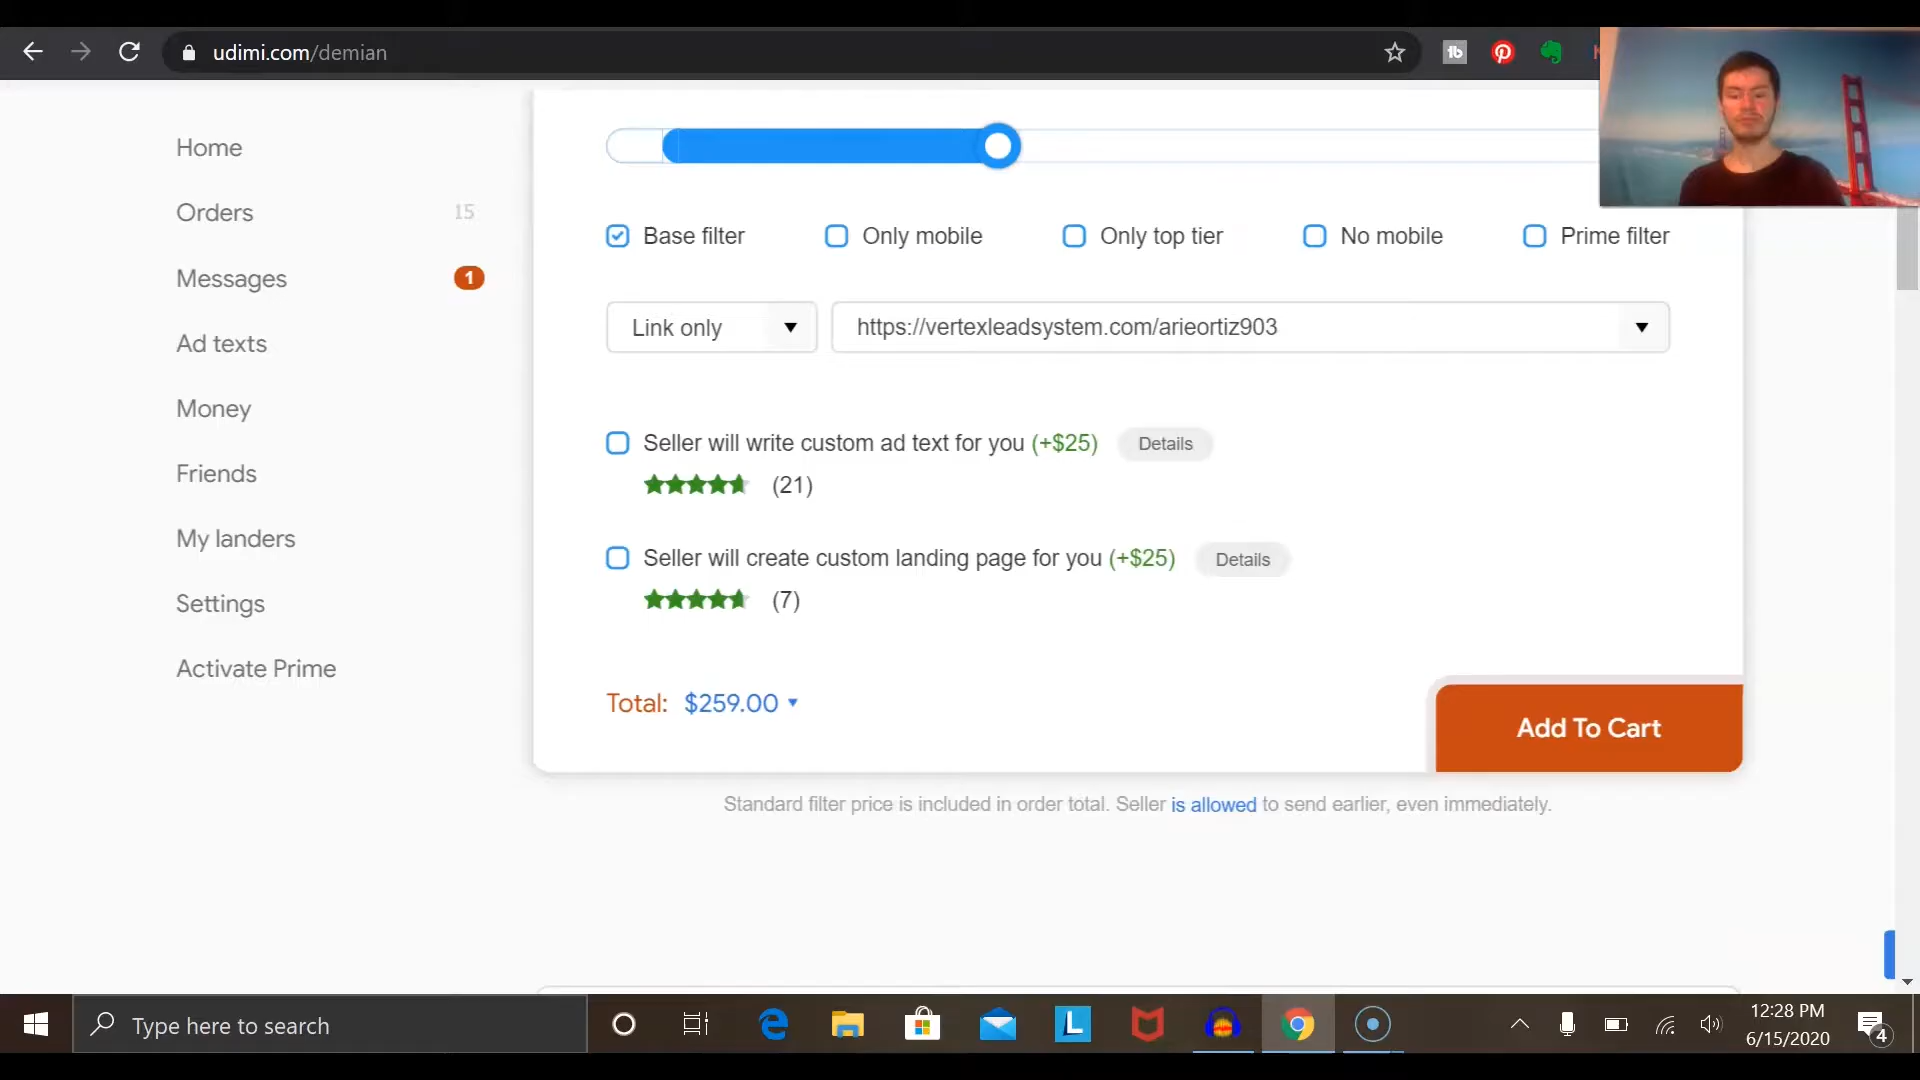 udimi.com/demian
Home
Orders 15
Messages 1
Ad texts
Money
Friends
My landers
Settings
Activate Prime
Base filter Only mobile Only top tier No mobile Prime filter
Link only https://vertexleadsystem.com/arieortiz903
Seller will write custom ad text for you (+$25) Details
(21)
Seller will create custom landing page for you (+$25) Details
(7)
Total: $259.00
Add To Cart
Standard filter price is included in order total. Seller is allowed to send earlier, even immediately.
Type here to search
L
12:28 PM
6/15/2020
4